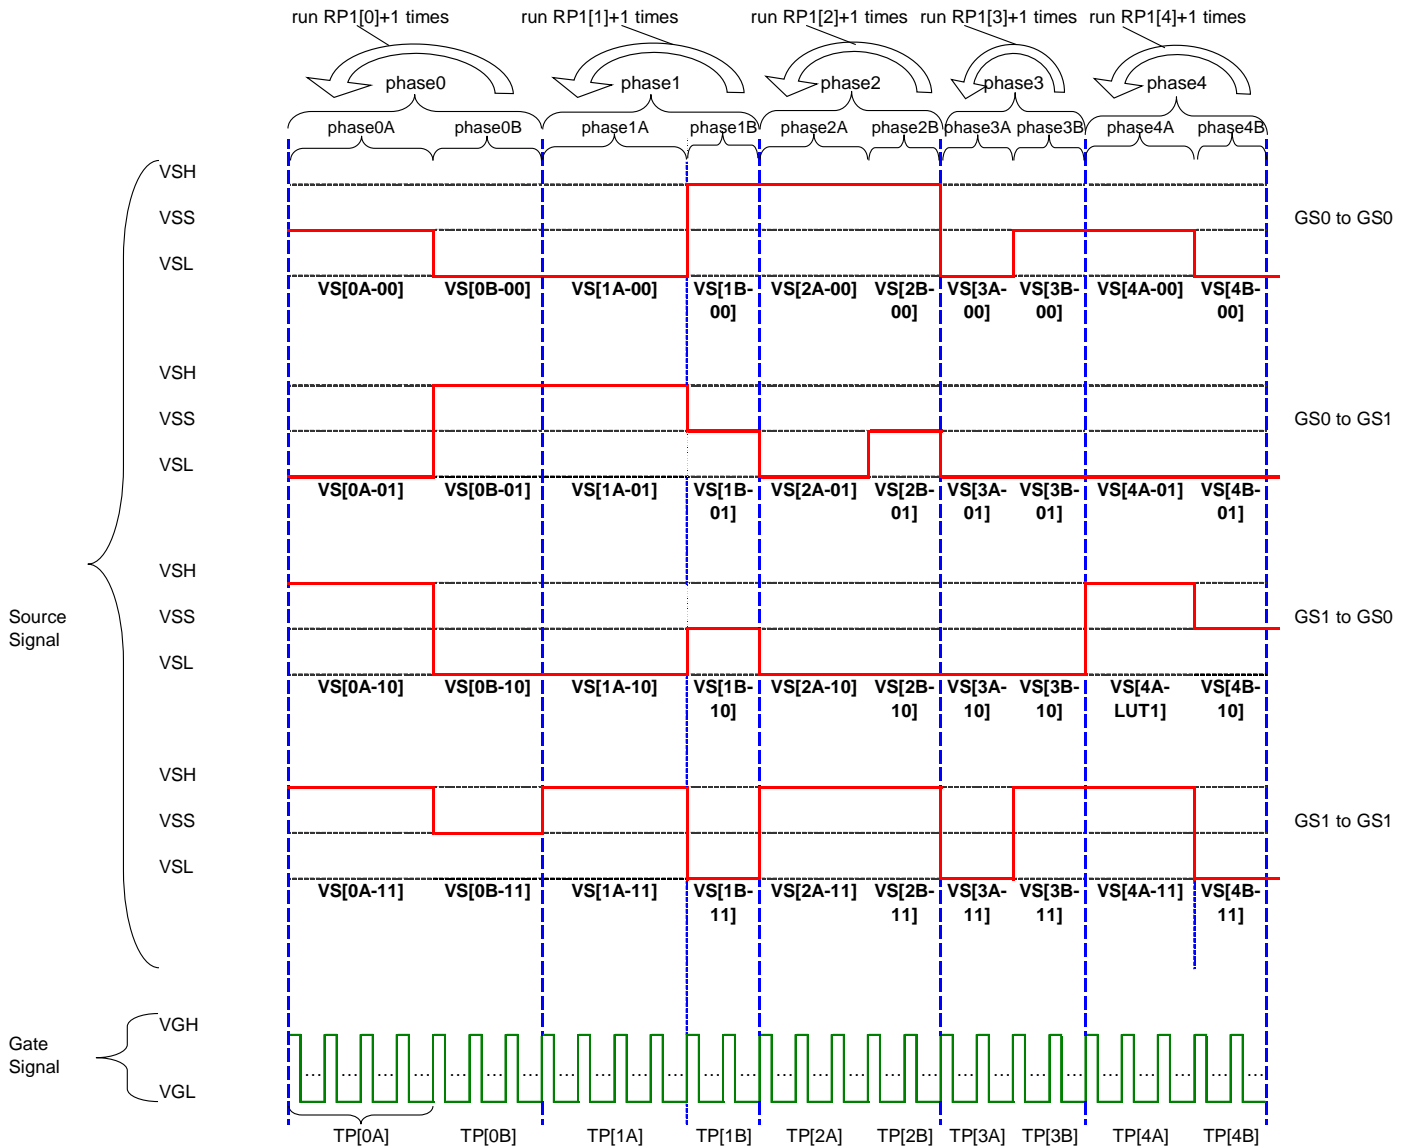 run RP1[0]+1 times run RP1[1]+1 times run RP1[2]+1 times run RP1[3]+1 times run RP1[4]+1 times
phase0 phase1 phase2 phase3 phase4
phase0A phase0B phase1A phase1B phase2A phase2B phase3A phase3B phase4A phase4B
VSH
VSS GS0 to GS0
VSL
VS[0A-00] VS[0B-00] VS[1A-00] VS[1B- VS[2A-00] VS[2B- VS[3A- VS[3B- VS[4A-00] VS[4B-
00] 00] 00] 00] 00]
VSH
VSS GS0 to GS1
VSL
VS[0A-01] VS[0B-01] VS[1A-01] VS[1B- VS[2A-01] VS[2B- VS[3A- VS[3B- VS[4A-01] VS[4B-
01] 01] 01] 01] 01]
VSH
Source
Signal
VSS GS1 to GS0
VSL
VS[0A-10] VS[0B-10] VS[1A-10] VS[1B- VS[2A-10] VS[2B- VS[3A- VS[3B- VS[4A- VS[4B-
10] 10] 10] 10] LUT1] 10]
VSH
VSS GS1 to GS1
VSL
VS[0A-11] VS[0B-11] VS[1A-11] VS[1B- VS[2A-11] VS[2B- VS[3A- VS[3B- VS[4A-11] VS[4B-
11] 11] 11] 11] 11]
VGH
Gate
Signal
... ... ... ... ... ... ... ... ... ... ... ... ... ... ... ... ... ... ... ... ... ... ... ... ... ... ...
VGL
TP[0A] TP[0B] TP[1A] TP[1B] TP[2A] TP[2B] TP[3A] TP[3B] TP[4A] TP[4B]